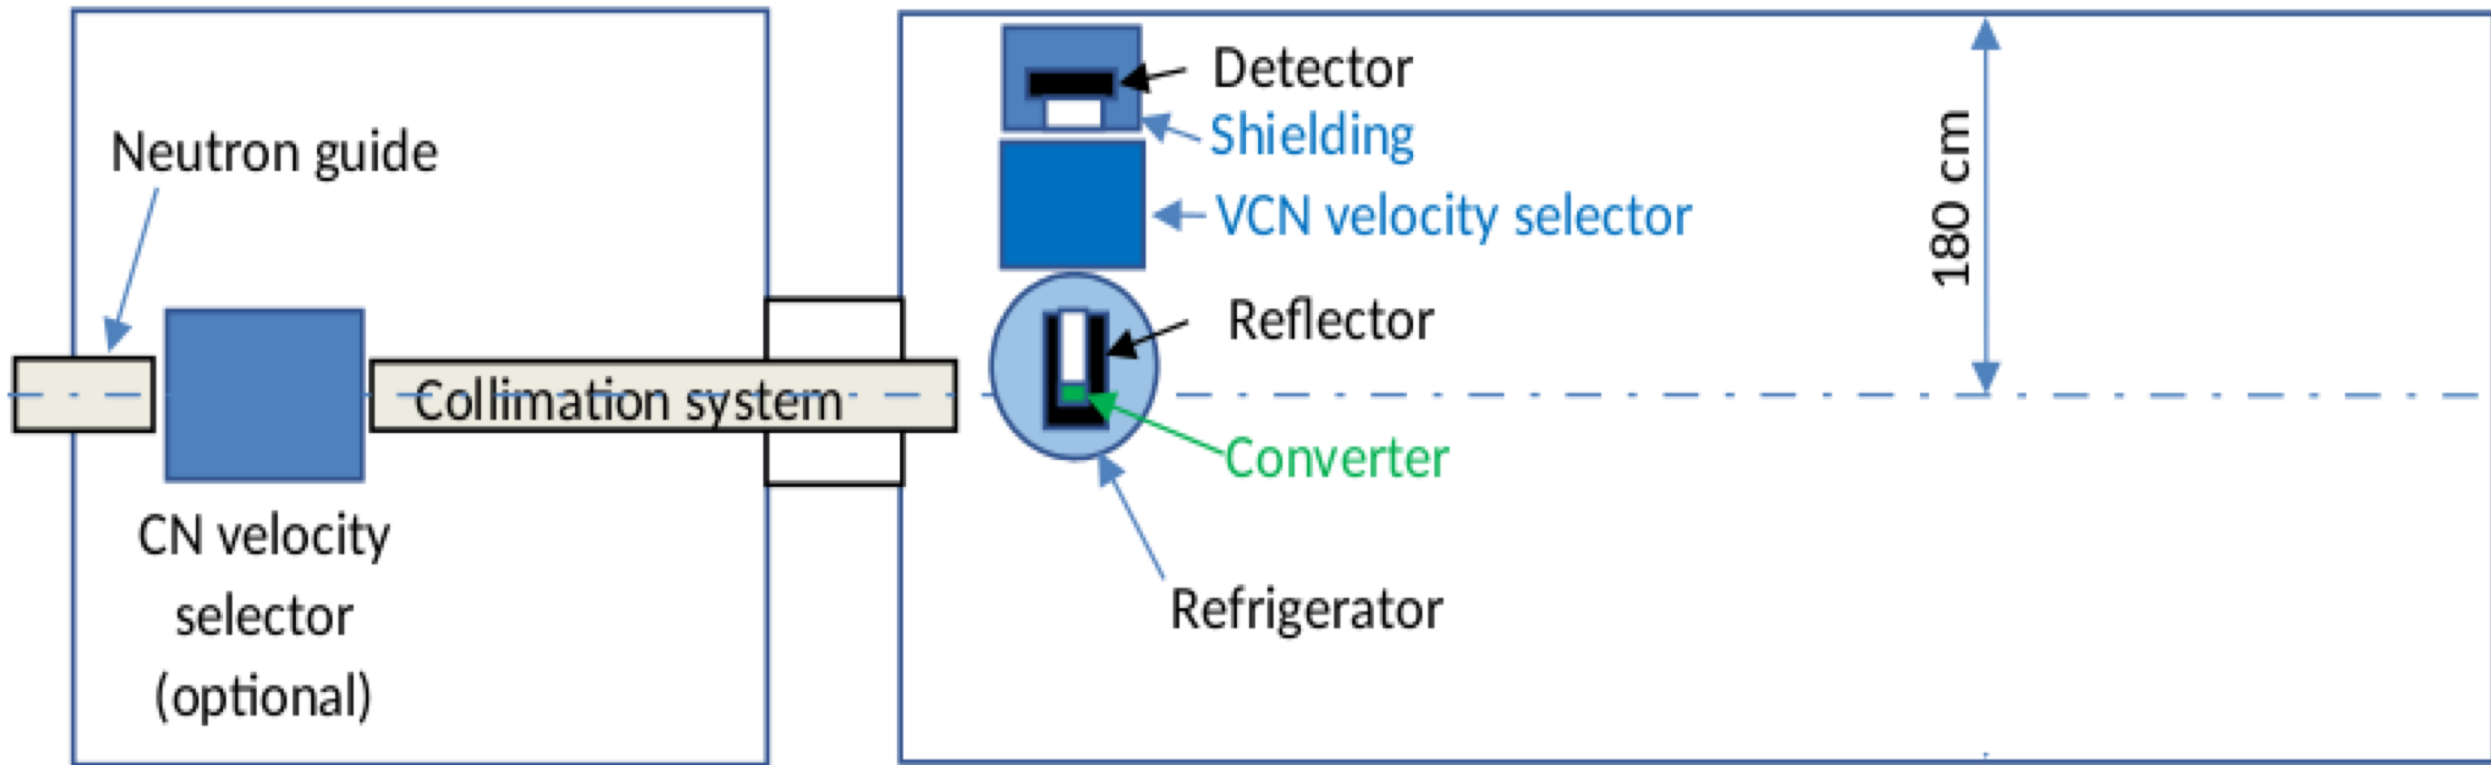 Neutron guide
CN velocity
selector
(optional)
Collimation system
Detector
Shielding
VCN velocity selector
Reflector
Converter
Refrigerator
180 cm